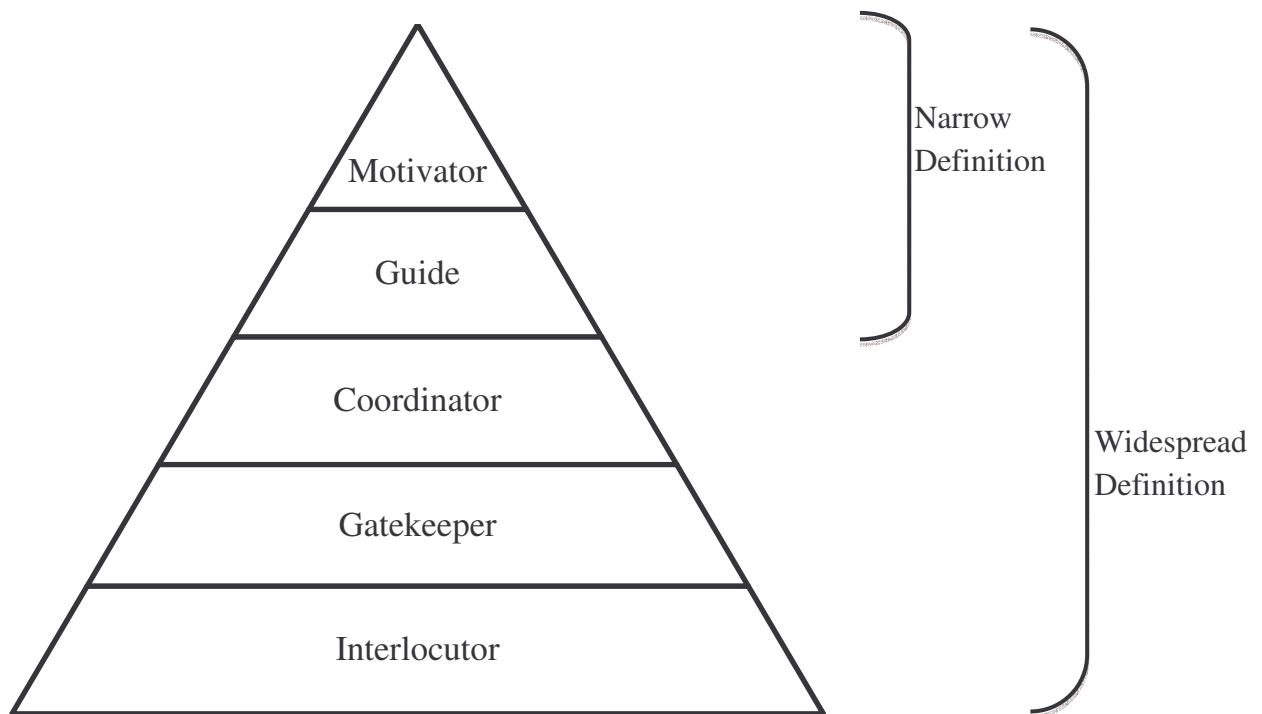 Motivator
Guide
Coordinator
Gatekeeper
Interlocutor
Narrow
Definition
Widespread
Definition